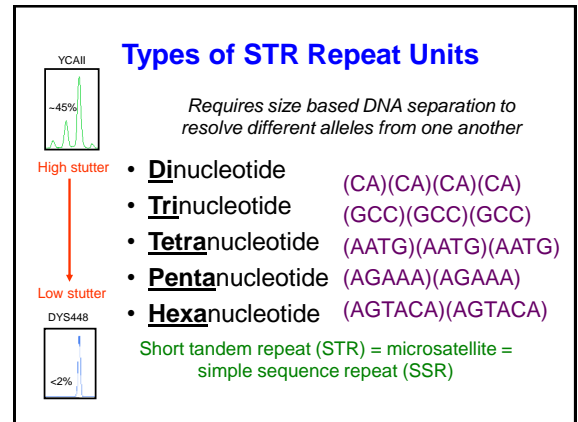 Types of STR Repeat Units
YCAII
~45%
Requires size based DNA separation to
resolve different alleles from one another
High stutter
Low stutter
DYS448
<2%
• Dinucleotide
• Trinucleotide
• Tetranucleotide
• Pentanucleotide
• Hexanucleotide
(CA)(CA)(CA)(CA)
(GCC)(GCC)(GCC)
(AATG)(AATG)(AATG)
(AGAAA)(AGAAA)
(AGTACA)(AGTACA)
Short tandem repeat (STR) = microsatellite =
simple sequence repeat (SSR)